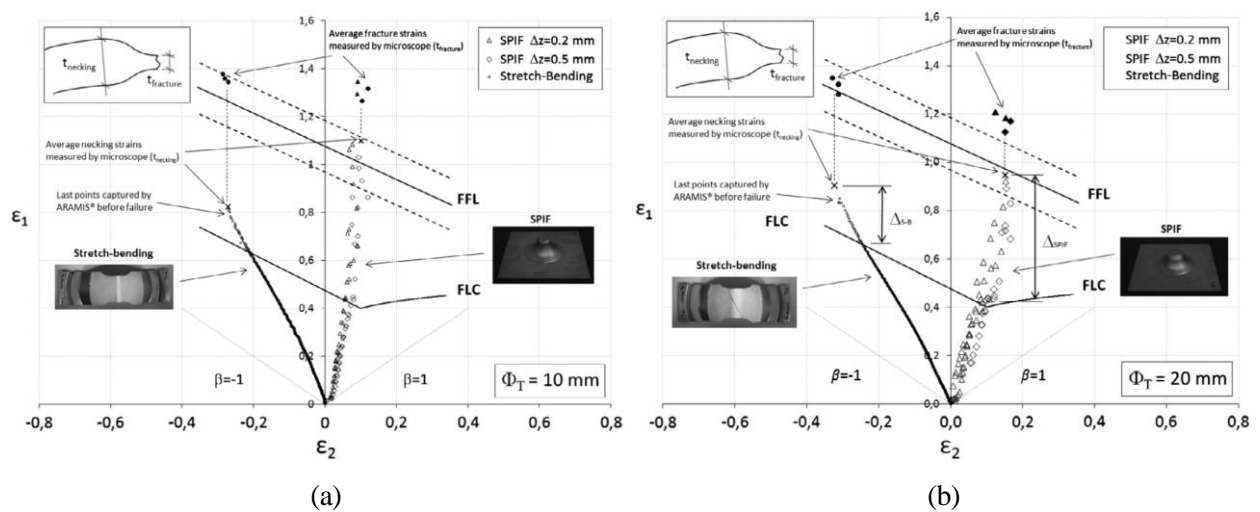 1,6
1,4
1,2
1
0,8
0,6
0,4
0,2
0,0
-0,8
-0,6
-0,4
-0,2
0
0,2
0,4
0,6
0,8
ε1
ε2
tnecking
tfracture
Average fracture strains
measured by microscope (tfracture)
△ SPIF Δz=0.2 mm
◇ SPIF Δz=0.5 mm
Stretch-Bending
Average necking strains
measured by microscope (tnecking)
Last points captured by
ARAMIS® before failure
FFL
SPIF
Stretch-bending
FLC
β=-1
β=1
ΦT = 10 mm
(a)
1,6
1,4
1,2
1,0
0,8
0,6
0,4
0,2
0,0
-0,8
-0,6
-0,4
-0,2
0,0
0,2
0,4
0,6
0,8
ε1
ε2
tnecking
tfracture
Average fracture strains
measured by microscope (tfracture)
SPIF Δz=0.2 mm
SPIF Δz=0.5 mm
Stretch-Bending
Average necking strains
measured by microscope (tnecking)
Last points captured by
ARAMIS® before failure
FFL
FLC
ΔS-B
ΔSPIF
SPIF
Stretch-bending
FLC
β=-1
β=1
ΦT = 20 mm
(b)